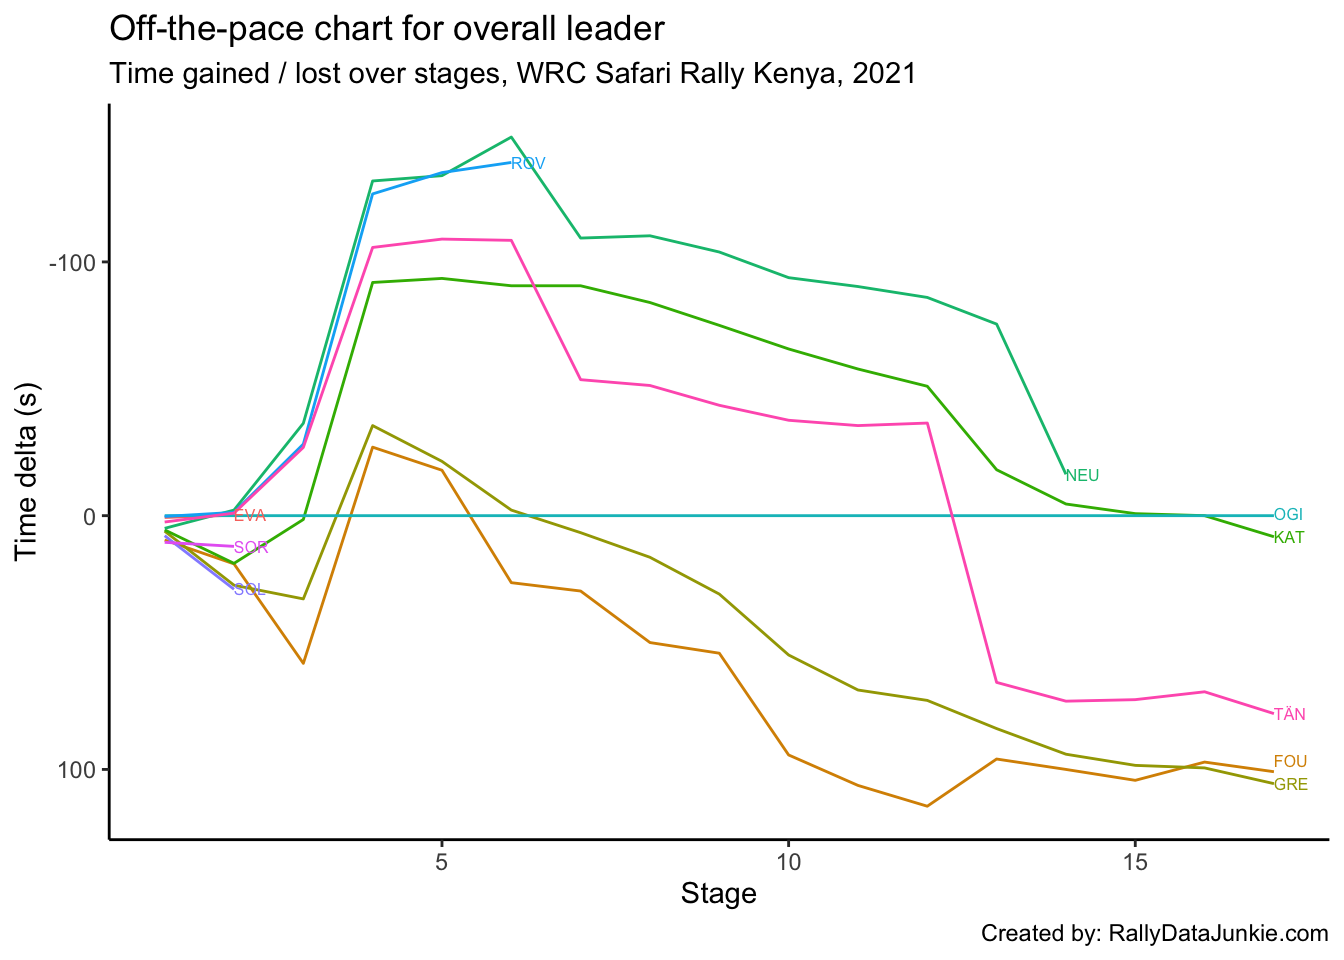 Off-the-pace chart for overall leader
Time gained / lost over stages, WRC Safari Rally Kenya, 2021
Time delta (s)
-100
0
100
ROV
NEU
EVA
SOR
SOL
OGI
KAT
TÄN
FOU
GRE
5
10
15
Stage
Created by: RallyDataJunkie.com